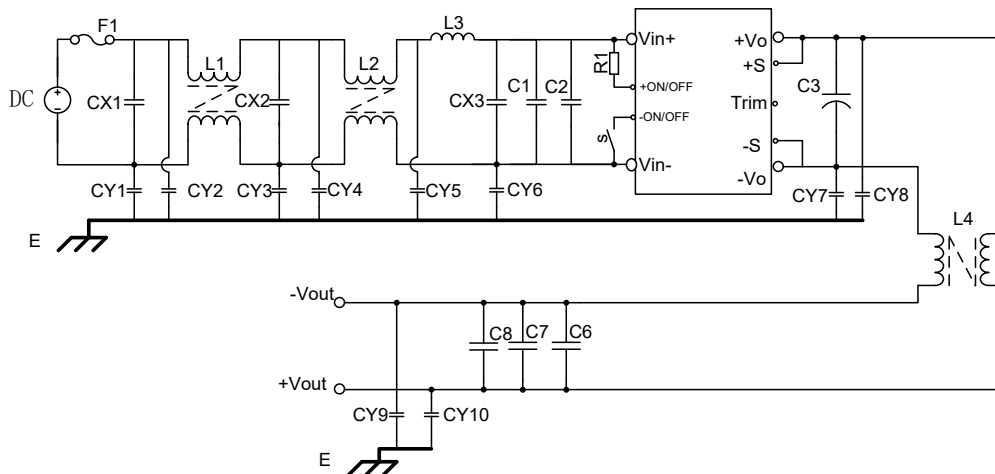 F1
L3
L1
L2
Vin+
+Vo
R1
+S
DC
CX1
CX2
CX3
C1
C2
+ON/OFF
C3
-ON/OFF
Trim
s
-S
Vin-
-Vo
CY1
CY2
CY3
CY4
CY5
CY6
CY7
CY8
E
L4
-Vout
C8
C7
C6
+Vout
CY9
CY10
E